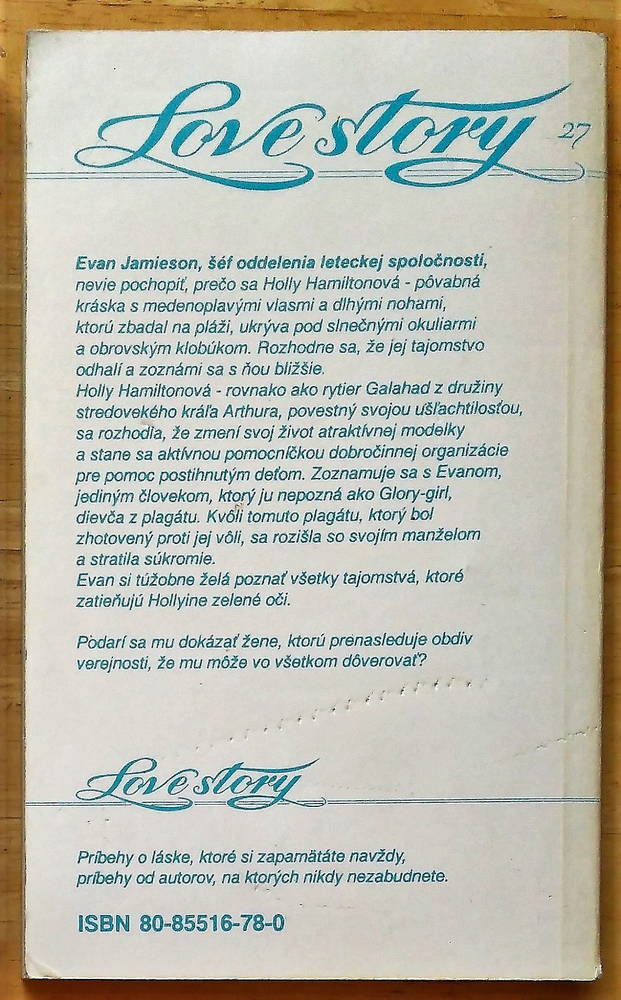 Love story 27
Evan Jamieson, šéf oddelenia leteckej spoločnosti,
nevie pochopiť, prečo sa Holly Hamiltonová - pôvabná
kráska s medenoplavými vlasmi a dlhými nohami,
ktorú zbadal na pláži, ukrýva pod slnečnými okuliarmi
a obrovským klobúkom. Rozhodne sa, že jej tajomstvo
odhalí a zoznámi sa s ňou bližšie.
Holly Hamiltonová - rovnako ako rytier Galahad z družiny
stredovekého kráľa Arthura, povestný svojou ušľachtilosťou,
sa rozhodla, že zmení svoj život atraktívnej modelky
a stane sa aktívnou pomocníčkou dobročinnej organizácie
pre pomoc postihnutým deťom. Zoznamuje sa s Evanom,
jediným človekom, ktorý ju nepozná ako Glory-girl,
dievča z plagátu. Kvôli tomuto plagátu, ktorý bol
zhotovený proti jej vôli, sa rozišla so svojím manželom
a stratila súkromie.
Evan si túžobne želá poznať všetky tajomstvá, ktoré
zatieňujú Hollyine zelené oči.
Podarí sa mu dokázať žene, ktorú prenasleduje obdiv
verejnosti, že mu môže vo všetkom dôverovať?
Love story
Príbehy o láske, ktoré si zapamätáte navždy,
príbehy od autorov, na ktorých nikdy nezabudnete.
ISBN 80-85516-78-0